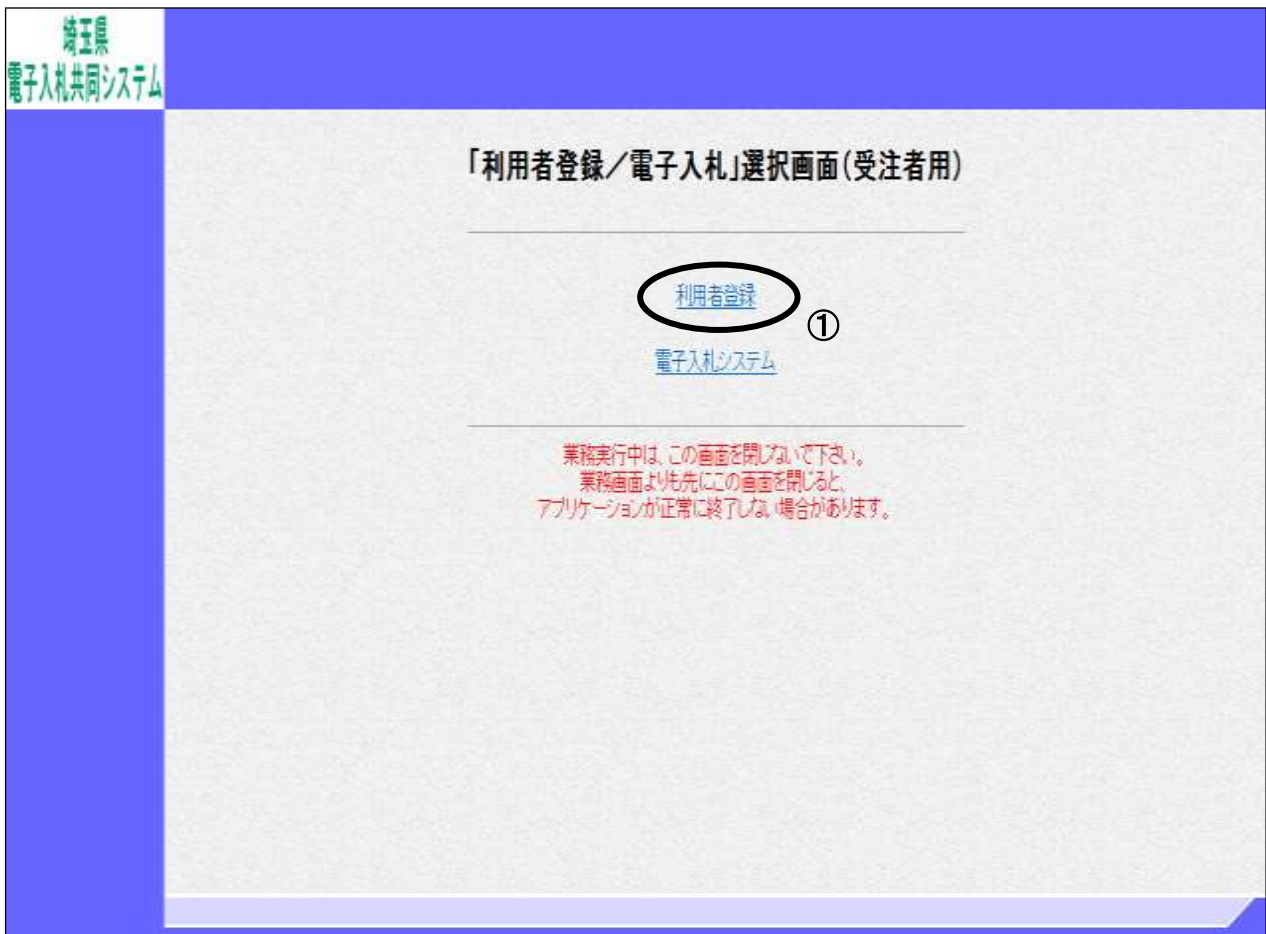 埼玉県
電子入札共同システム
「利用者登録／電子入札」選択画面(受注者用)
利用者登録
①
電子入札システム
業務実行中は、この画面を閉じないで下さい。
業務画面よりも先にこの画面を閉じると、
アプリケーションが正常に終了しない場合があります。